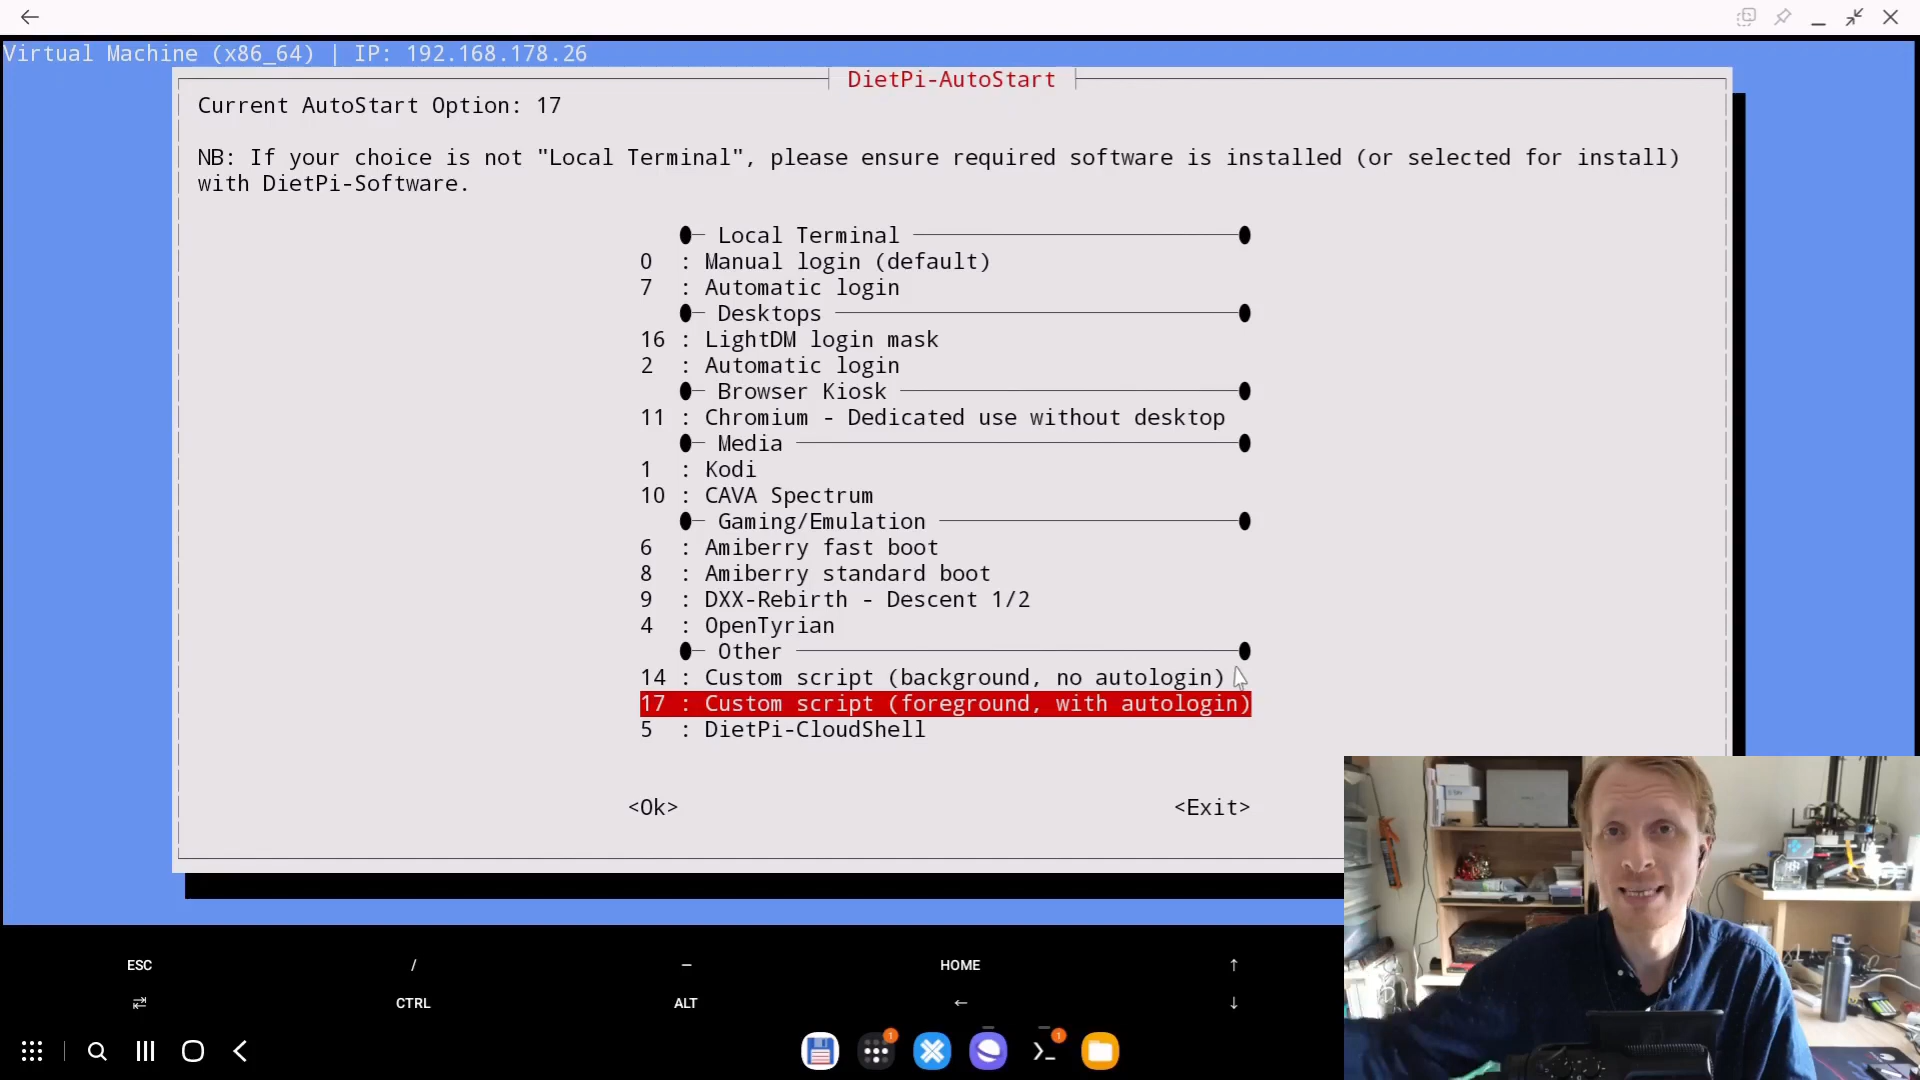 Virtual Machine (x86_64) | IP: 192.168.178.26
DietPi-AutoStart
Current AutoStart Option: 17
NB: If your choice is not "Local Terminal", please ensure required software is installed (or selected for install)
with DietPi-Software.
Local Terminal
0 : Manual login (default)
7 : Automatic login
Desktops
16 : LightDM login mask
2 : Automatic login
Browser Kiosk
11 : Chromium - Dedicated use without desktop
Media
1 : Kodi
10 : CAVA Spectrum
Gaming/Emulation
6 : Amiberry fast boot
8 : Amiberry standard boot
9 : DXX-Rebirth - Descent 1/2
4 : OpenTyrian
Other
14 : Custom script (background, no autologin)
17 : Custom script (foreground, with autologin)
5 : DietPi-CloudShell
<Ok> <Exit>
ESC / — HOME ↑
⇄ CTRL ALT ← ↓
1 1